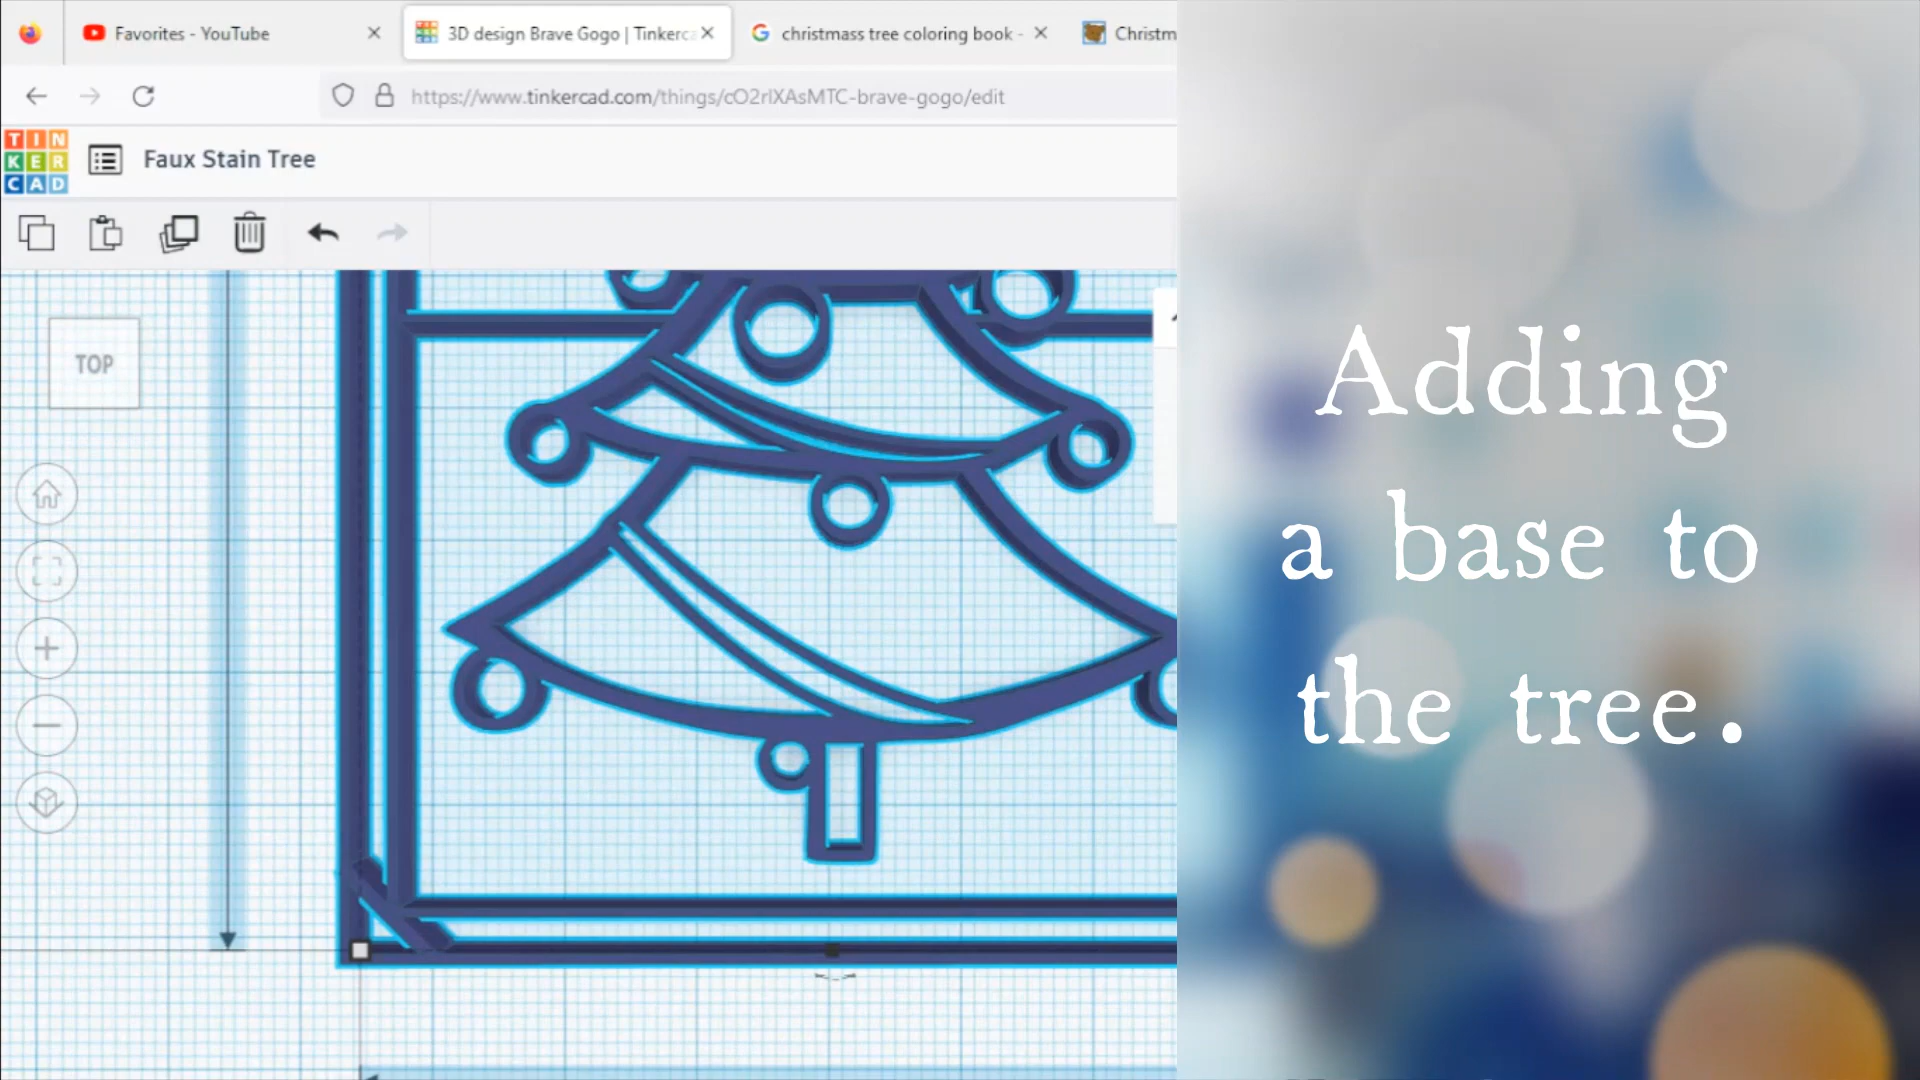 Favorites - YouTube
3D design Brave Gogo | Tinkerca
christmass tree coloring book -
Christm
https://www.tinkercad.com/things/cO2rlXAsMTC-brave-gogo/edit
TIN
KER
CAD
Faux Stain Tree
TOP
Adding
a base to
the tree.